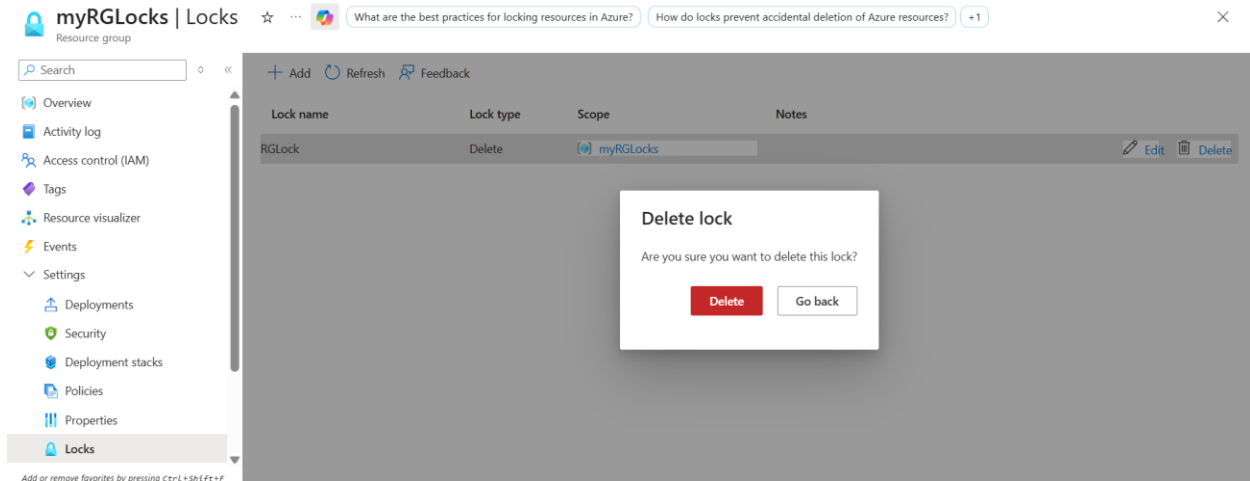 myRGLocks | Locks
Resource group
What are the best practices for locking resources in Azure?
How do locks prevent accidental deletion of Azure resources?
+1
Search
Overview
Activity log
Access control (IAM)
Tags
Resource visualizer
Events
Settings
Deployments
Security
Deployment stacks
Policies
Properties
Locks
Add or remove favorites by pressing Ctrl+Shift+F
Add Refresh Feedback
Lock name Lock type Scope Notes
RGLock Delete myRGLocks Edit Delete
Delete lock
Are you sure you want to delete this lock?
Delete Go back